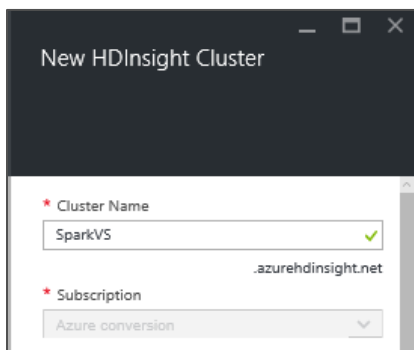 New HDInsight Cluster
* Cluster Name
SparkVS
.azurehdinsight.net
* Subscription
Azure conversion